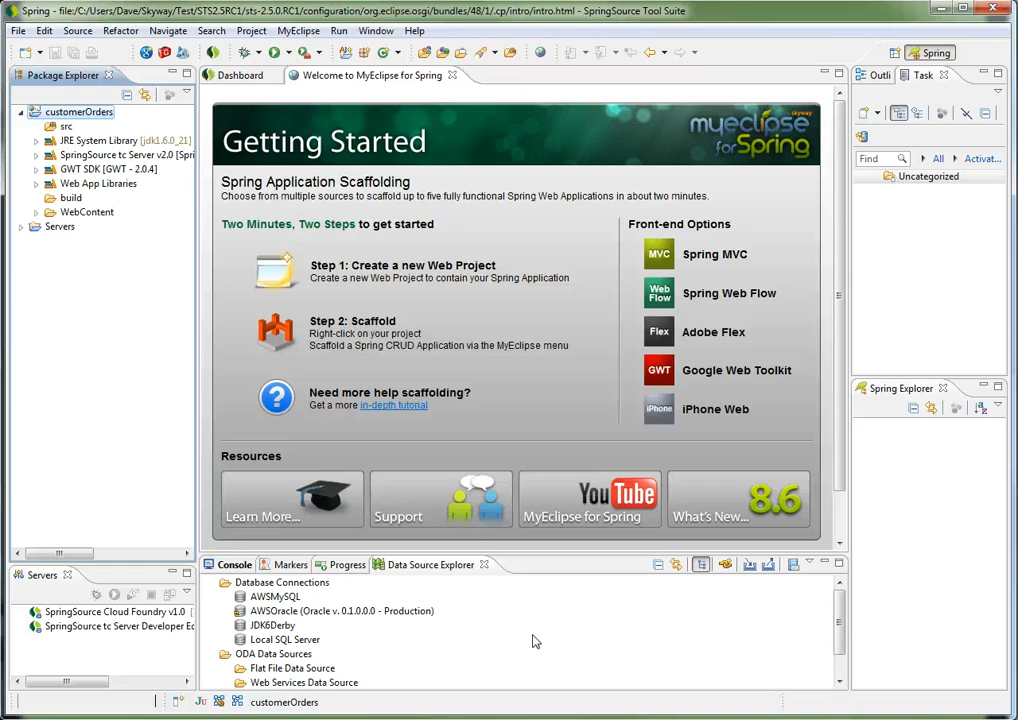 Spring - file:/C:/Users/Dave/Skyway/Test/STS2.5RC1/sts-2.5.0.RC1/configuration/org.eclipse.osgi/bundles/48/1/.cp/intro/intro.html - SpringSource Tool Suite
File Edit Source Refactor Navigate Search Project MyEclipse Run Window Help
Spring
Package Explorer
customerOrders
src
JRE System Library [jdk1.6.0_21]
SpringSource tc Server v2.0 [Spri
GWT SDK [GWT - 2.0.4]
Web App Libraries
build
WebContent
Servers
Dashboard
Welcome to MyEclipse for Spring
Getting Started
skyway
myeclipse
for Spring
Spring Application Scaffolding
Choose from multiple sources to scaffold up to five fully functional Spring Web Applications in about two minutes.
Two Minutes, Two Steps to get started
Step 1: Create a new Web Project
Create a new Web Project to contain your Spring Application
Step 2: Scaffold
Right-click on your project
Scaffold a Spring CRUD Application via the MyEclipse menu
Need more help scaffolding?
Get a more in-depth tutorial
Front-end Options
MVC Spring MVC
Web Flow Spring Web Flow
Flex Adobe Flex
GWT Google Web Toolkit
iPhone iPhone Web
Resources
Learn More...
Support
YouTube
MyEclipse for Spring
8.6
What's New...
Outli
Task
Find
All
Activat...
Uncategorized
Spring Explorer
Servers
SpringSource Cloud Foundry v1.0
SpringSource tc Server Developer Ec
Console
Markers
Progress
Data Source Explorer
Database Connections
AWSMySQL
AWSOracle (Oracle v. 0.1.0.0.0 - Production)
JDK6Derby
Local SQL Server
ODA Data Sources
Flat File Data Source
Web Services Data Source
customerOrders